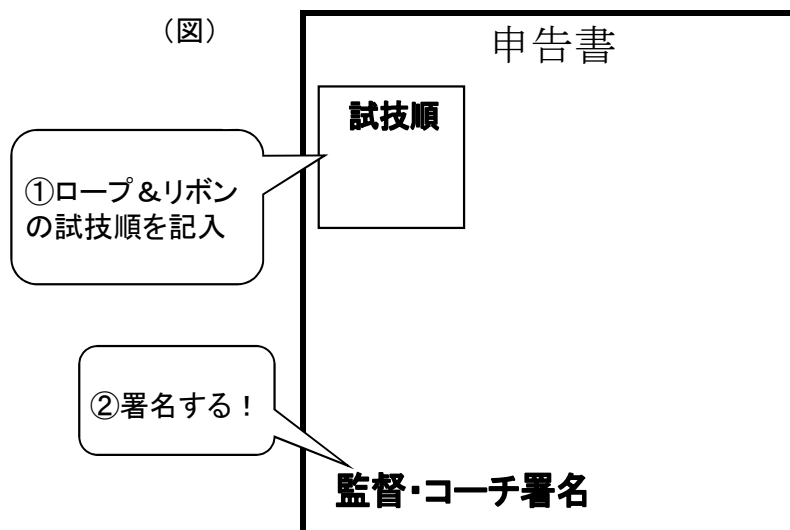 （図）
申告書
試技順
①ロープ＆リボン
の試技順を記入
②署名する！
監督・コーチ署名